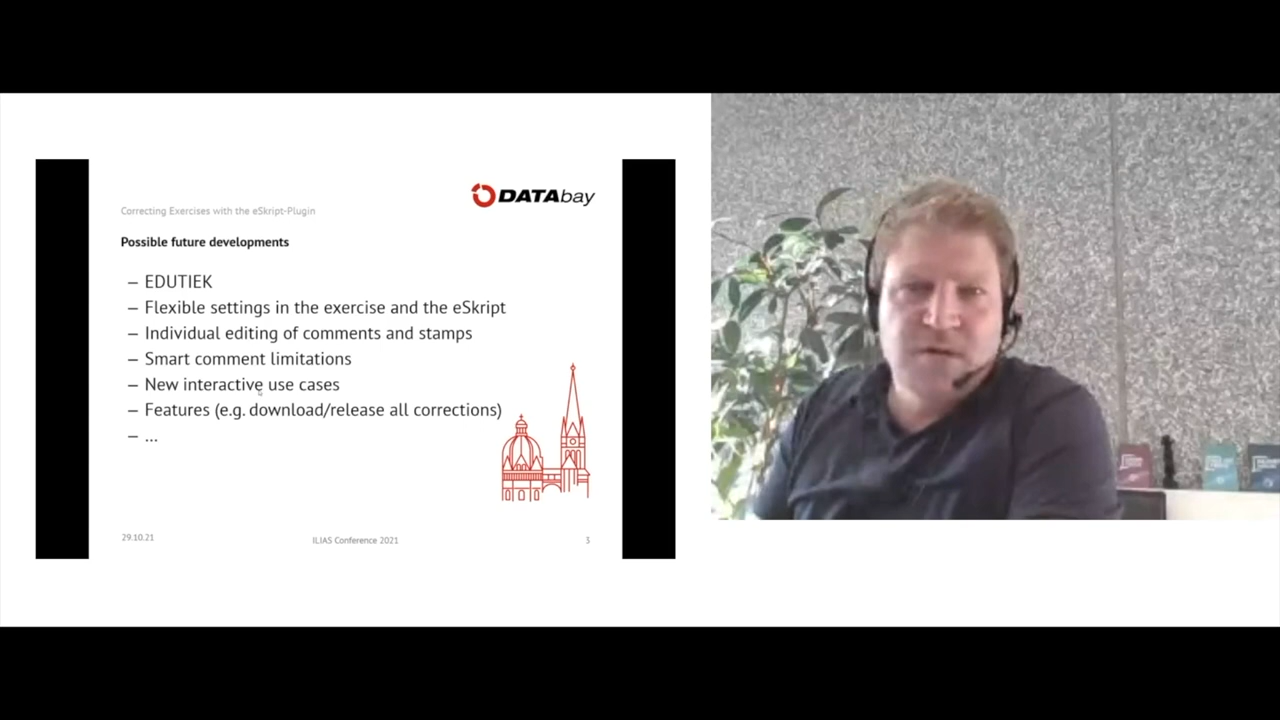 DATAbay
Correcting Exercises with the eSkript-Plugin
Possible future developments
– EDUTIEK
– Flexible settings in the exercise and the eSkript
– Individual editing of comments and stamps
– Smart comment limitations
– New interactive use cases
– Features (e.g. download/release all corrections)
– ...
29.10.21
ILIAS Conference 2021
3